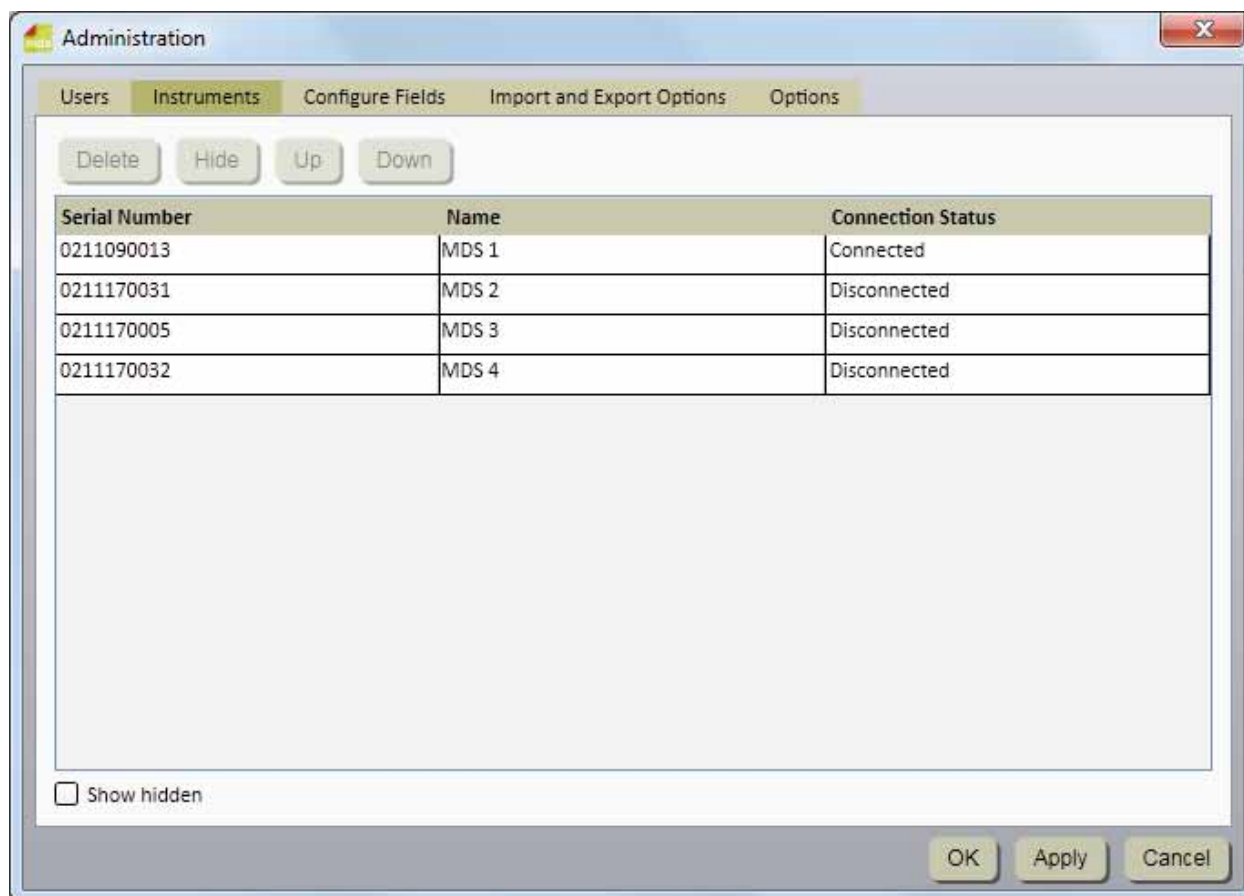 Administration
Users Instruments Configure Fields Import and Export Options Options
Delete Hide Up Down
Serial Number Name Connection Status
0211090013 MDS 1 Connected
0211170031 MDS 2 Disconnected
0211170005 MDS 3 Disconnected
0211170032 MDS 4 Disconnected
Show hidden
OK Apply Cancel